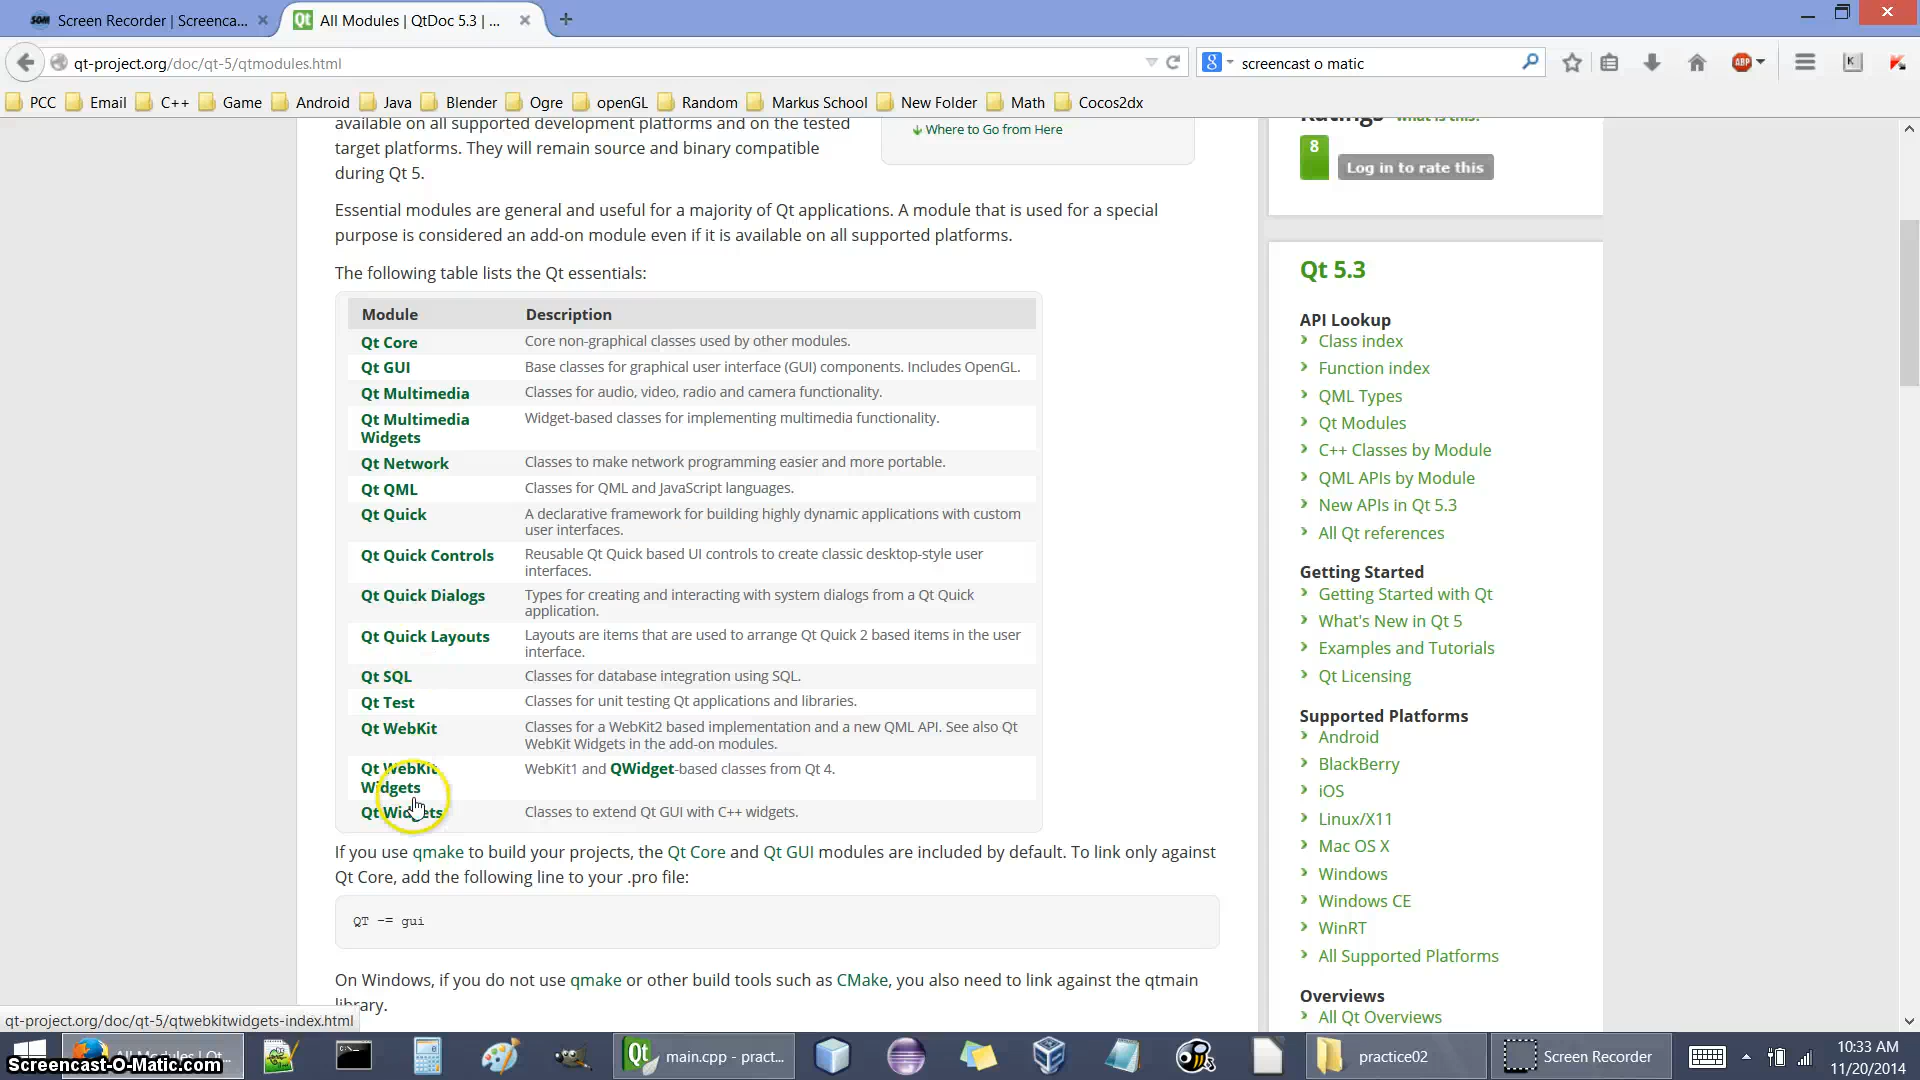 SOM Screen Recorder | Screenca...
Qt All Modules | QtDoc 5.3 | ...
qt-project.org/doc/qt-5/qtmodules.html
8 screencast o matic
ABP
K
PCC Email C++ Game Android Java Blender Ogre openGL Random Markus School New Folder Math Cocos2dx
available on all supported development platforms and on the tested
target platforms. They will remain source and binary compatible
during Qt 5.
Where to Go from Here
Essential modules are general and useful for a majority of Qt applications. A module that is used for a special
purpose is considered an add-on module even if it is available on all supported platforms.
The following table lists the Qt essentials:
Module Description
Qt Core Core non-graphical classes used by other modules.
Qt GUI Base classes for graphical user interface (GUI) components. Includes OpenGL.
Qt Multimedia Classes for audio, video, radio and camera functionality.
Qt Multimedia Widget-based classes for implementing multimedia functionality.
Widgets
Qt Network Classes to make network programming easier and more portable.
Qt QML Classes for QML and JavaScript languages.
Qt Quick A declarative framework for building highly dynamic applications with custom
user interfaces.
Qt Quick Controls Reusable Qt Quick based UI controls to create classic desktop-style user
interfaces.
Qt Quick Dialogs Types for creating and interacting with system dialogs from a Qt Quick
application.
Qt Quick Layouts Layouts are items that are used to arrange Qt Quick 2 based items in the user
interface.
Qt SQL Classes for database integration using SQL.
Qt Test Classes for unit testing Qt applications and libraries.
Qt WebKit Classes for a WebKit2 based implementation and a new QML API. See also Qt
WebKit Widgets in the add-on modules.
Qt WebKit WebKit1 and QWidget-based classes from Qt 4.
Widgets
Qt Widgets Classes to extend Qt GUI with C++ widgets.
If you use qmake to build your projects, the Qt Core and Qt GUI modules are included by default. To link only against
Qt Core, add the following line to your .pro file:
QT -= gui
On Windows, if you do not use qmake or other build tools such as CMake, you also need to link against the qtmain
library.
Ratings What is this?
8
Log in to rate this
Qt 5.3
API Lookup
Class index
Function index
QML Types
Qt Modules
C++ Classes by Module
QML APIs by Module
New APIs in Qt 5.3
All Qt references
Getting Started
Getting Started with Qt
What's New in Qt 5
Examples and Tutorials
Qt Licensing
Supported Platforms
Android
BlackBerry
iOS
Linux/X11
Mac OS X
Windows
Windows CE
WinRT
All Supported Platforms
Overviews
All Qt Overviews
qt-project.org/doc/qt-5/qtwebkitwidgets-index.html
All Modules | Qt...
Qt main.cpp - pract...
practice02
Screen Recorder
10:33 AM
11/20/2014
Screencast-O-Matic.com